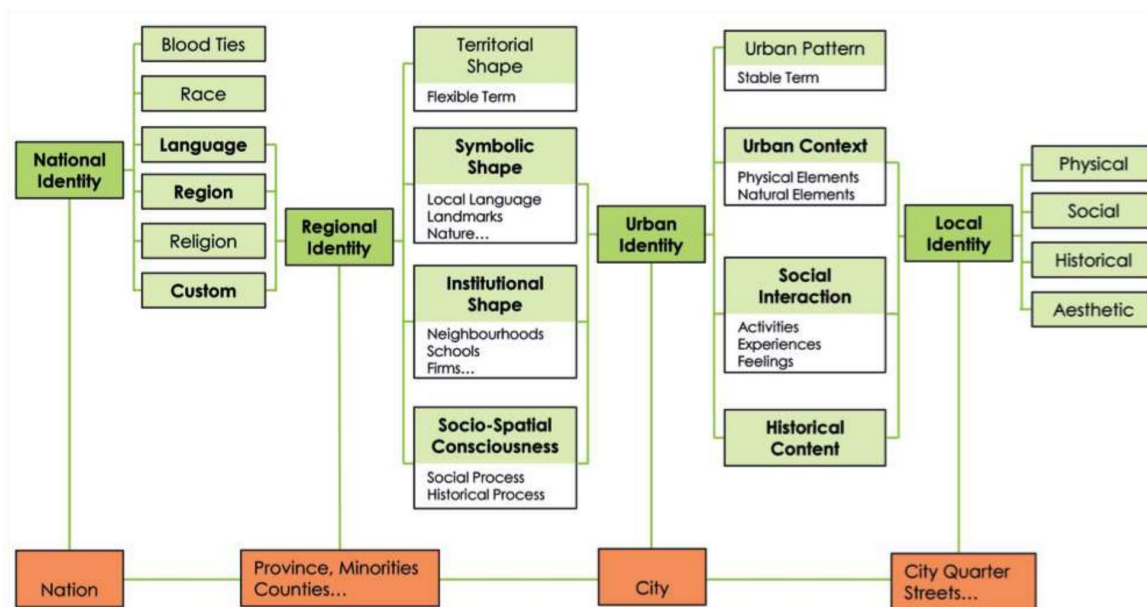 National
Identity
Blood Ties
Race
Language
Region
Religion
Custom
Regional
Identity
Territorial
Shape
Flexible Term
Symbolic
Shape
Local Language
Landmarks
Nature...
Institutional
Shape
Neighbourhoods
Schools
Firms...
Socio-Spatial
Consciousness
Social Process
Historical Process
Urban
Identity
Urban Pattern
Stable Term
Urban Context
Physical Elements
Natural Elements
Social
Interaction
Activities
Experiences
Feelings
Historical
Content
Local
Identity
Physical
Social
Historical
Aesthetic
Nation
Province, Minorities
Counties...
City
City Quarter
Streets...